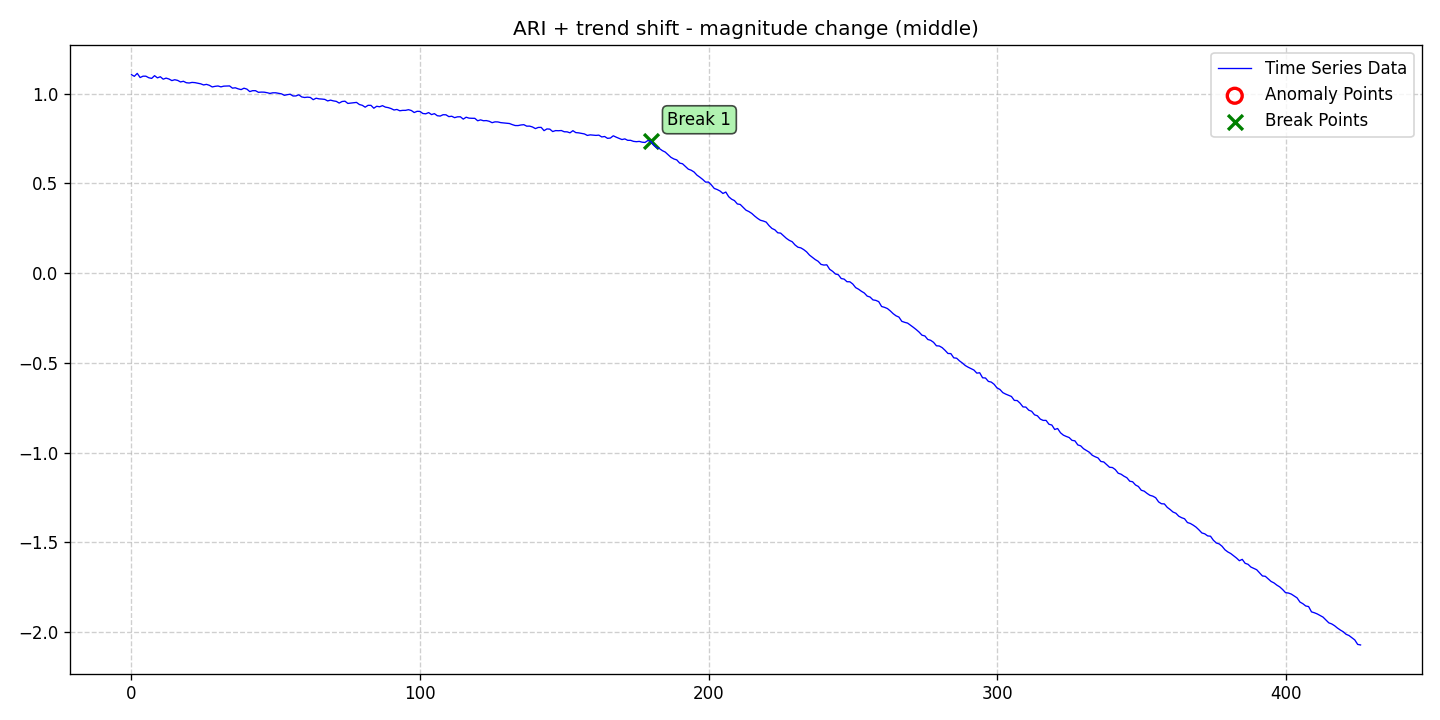 ARI + trend shift - magnitude change (middle)
Time Series Data
Anomaly Points
Break Points
Break 1
1.0
0.5
0.0
−0.5
−1.0
−1.5
−2.0
0
100
200
300
400